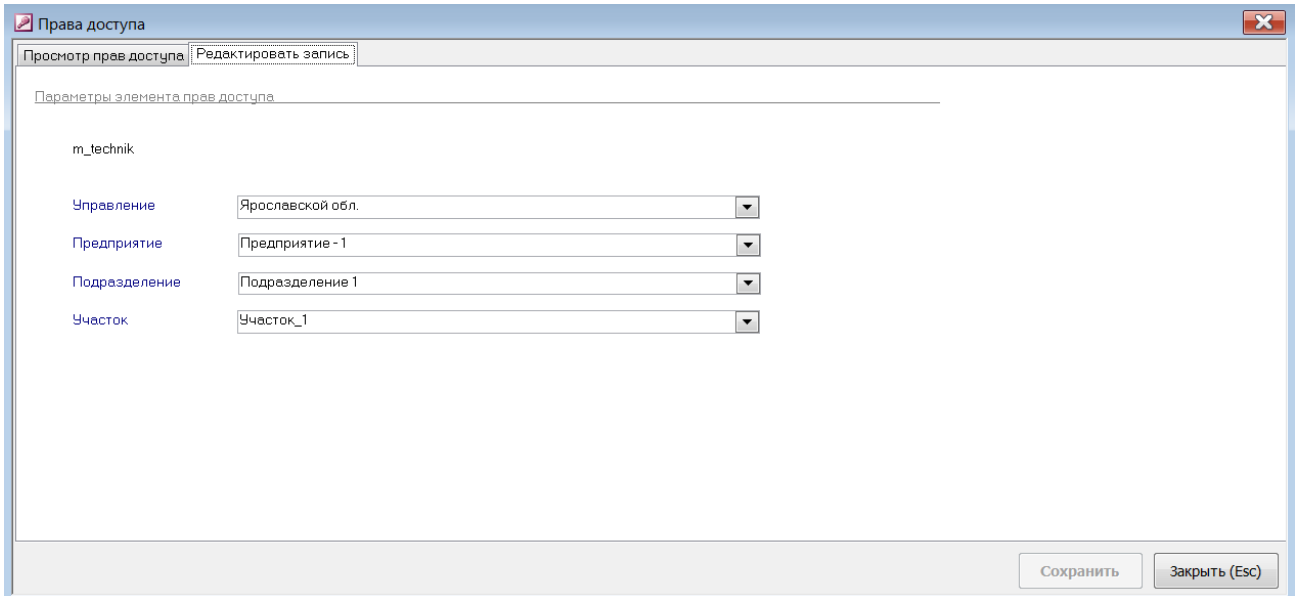 Права доступа
Просмотр прав доступа Редактировать запись
Параметры элемента прав доступа
m_technik
Управление Ярославской обл.
Предприятие Предприятие - 1
Подразделение Подразделение 1
Участок Участок_1
Сохранить Закрыть (Esc)